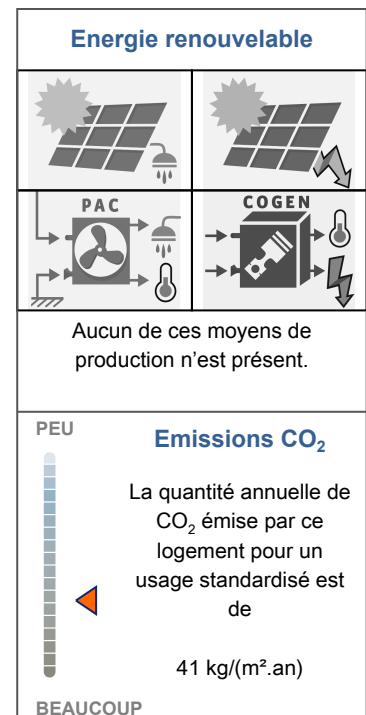 Energie renouvelable
PAC
COGEN
Aucun de ces moyens de
production n'est présent.
PEU
Emissions CO₂
La quantité annuelle de
CO₂ émise par ce
logement pour un
usage standardisé est
de
41 kg/(m².an)
BEAUCOUP